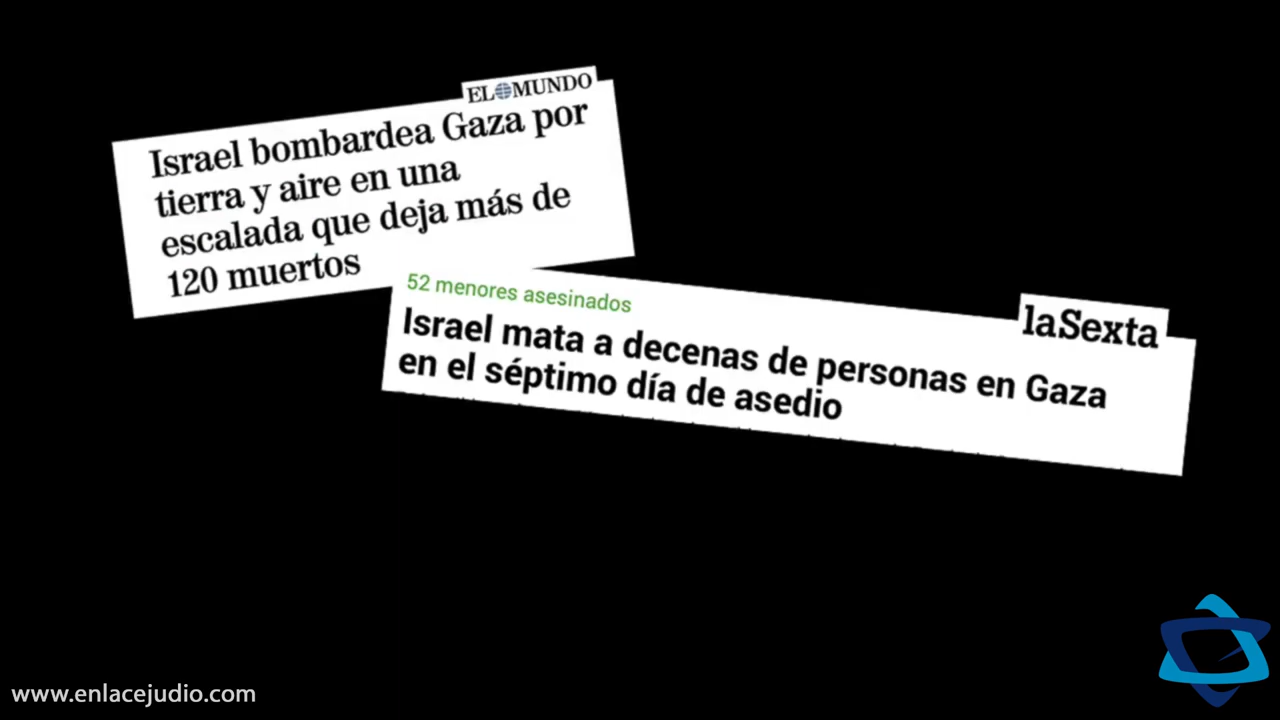 EL MUNDO
Israel bombardea Gaza por
tierra y aire en una
escalada que deja más de
120 muertos
52 menores asesinados
laSexta
Israel mata a decenas de personas en Gaza
en el séptimo día de asedio
www.enlacejudio.com